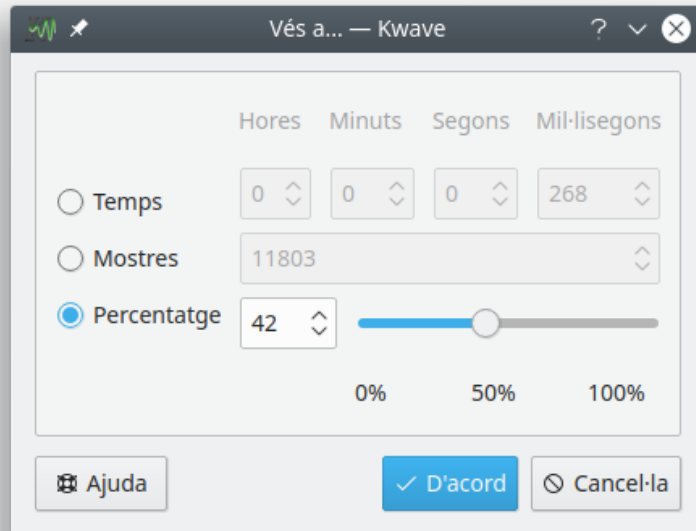 Vés a... — Kwave
Hores Minuts Segons Mil·lisegons
Temps 0 0 0 268
Mostres 11803
Percentatge 42
0% 50% 100%
Ajuda D'acord Cancel·la